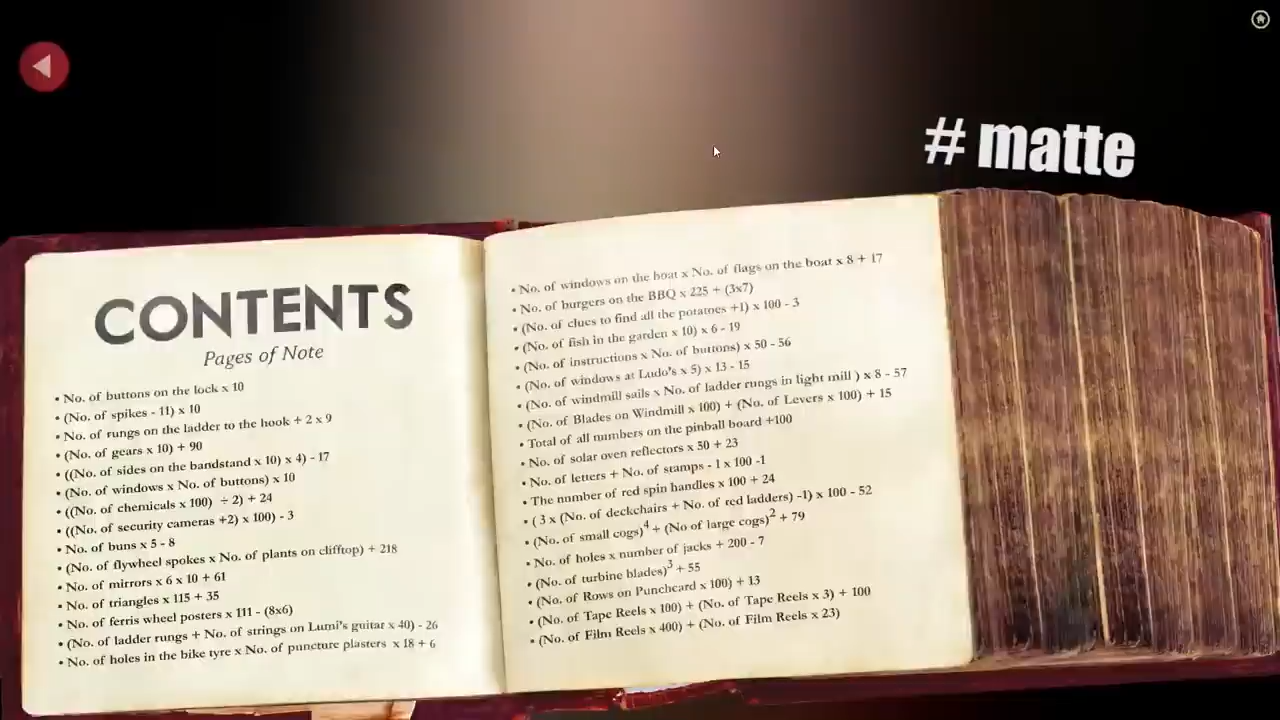 # matte
CONTENTS
Pages of Note
• No. of buttons on the lock x 10
• (No. of spikes - 11) x 10
• No. of rungs on the ladder to the hook + 2 x 9
• (No. of gears x 10) + 90
• ((No. of sides on the bandstand x 10) x 4) - 17
• (No. of windows x No. of buttons) x 10
• ((No. of chemicals x 100) ÷ 2) + 24
• ((No. of security cameras +2) x 100) - 3
• No. of buns x 5 - 8
• (No. of flywheel spokes x No. of plants on clifftop) + 218
• No. of mirrors x 6 x 10 + 61
• No. of triangles x 115 + 35
• No. of ferris wheel posters x 111 - (8x6)
• (No. of ladder rungs + No. of strings on Lumi's guitar x 40) - 26
• No. of holes in the bike tyre x No. of puncture plasters x 18 + 6
• No. of windows on the boat x No. of flags on the boat x 8 + 17
• No. of burgers on the BBQ x 225 + (3x7)
• (No. of clues to find all the potatoes +1) x 100 - 3
• (No. of fish in the garden x 10) x 6 - 19
• (No. of instructions x No. of buttons) x 50 - 56
• (No. of windows at Ludo's x 5) x 13 - 15
• (No. of windmill sails x No. of ladder rungs in light mill ) x 8 - 57
• (No. of Blades on Windmill x 100) + (No. of Levers x 100) + 15
• Total of all numbers on the pinball board +100
• No. of solar oven reflectors x 50 + 23
• No. of letters + No. of stamps - 1 x 100 -1
• The number of red spin handles x 100 + 24
• ( 3 x (No. of deckchairs + No. of red ladders) -1) x 100 - 52
• (No. of small cogs)⁴ + (No of large cogs)² + 79
• No. of holes x number of jacks + 200 - 7
• (No. of turbine blades)³ + 55
• (No. of Rows on Punchcard x 100) + 13
• (No. of Tape Reels x 100) + (No. of Tape Reels x 3) + 100
• (No. of Film Reels x 400) + (No. of Film Reels x 23)